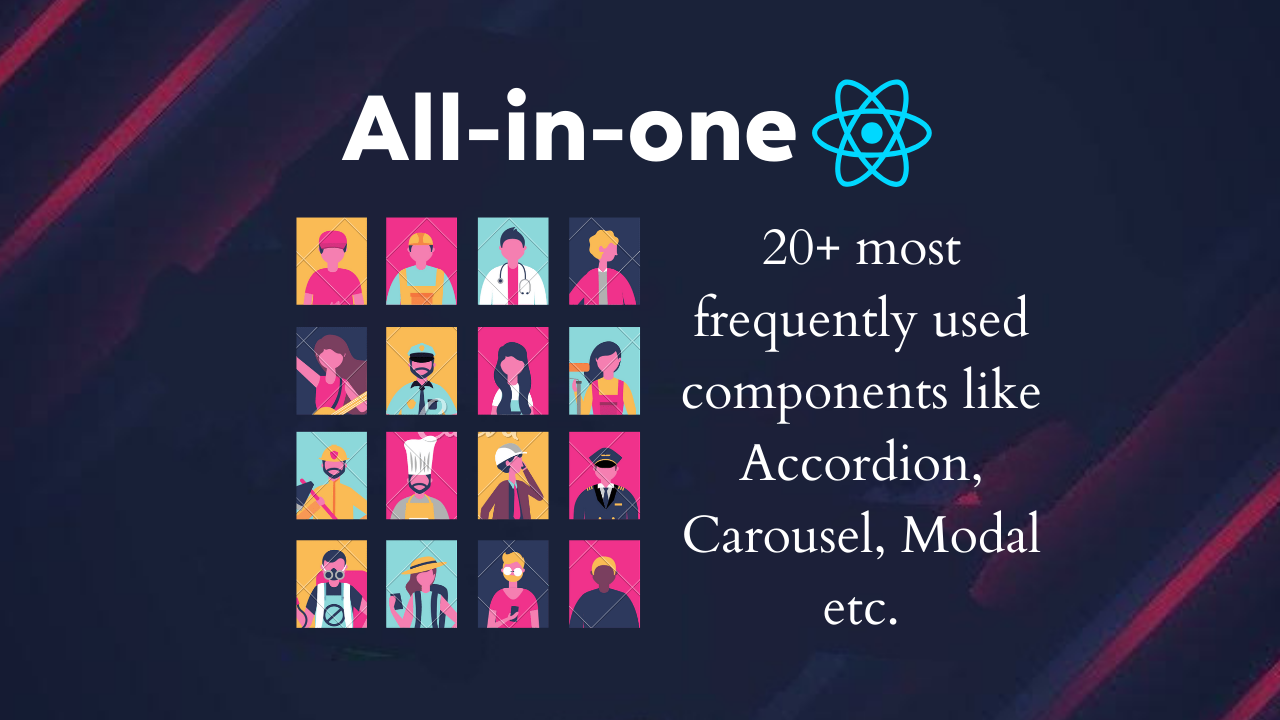 All-in-one
20+ most
frequently used
components like
Accordion,
Carousel, Modal
etc.